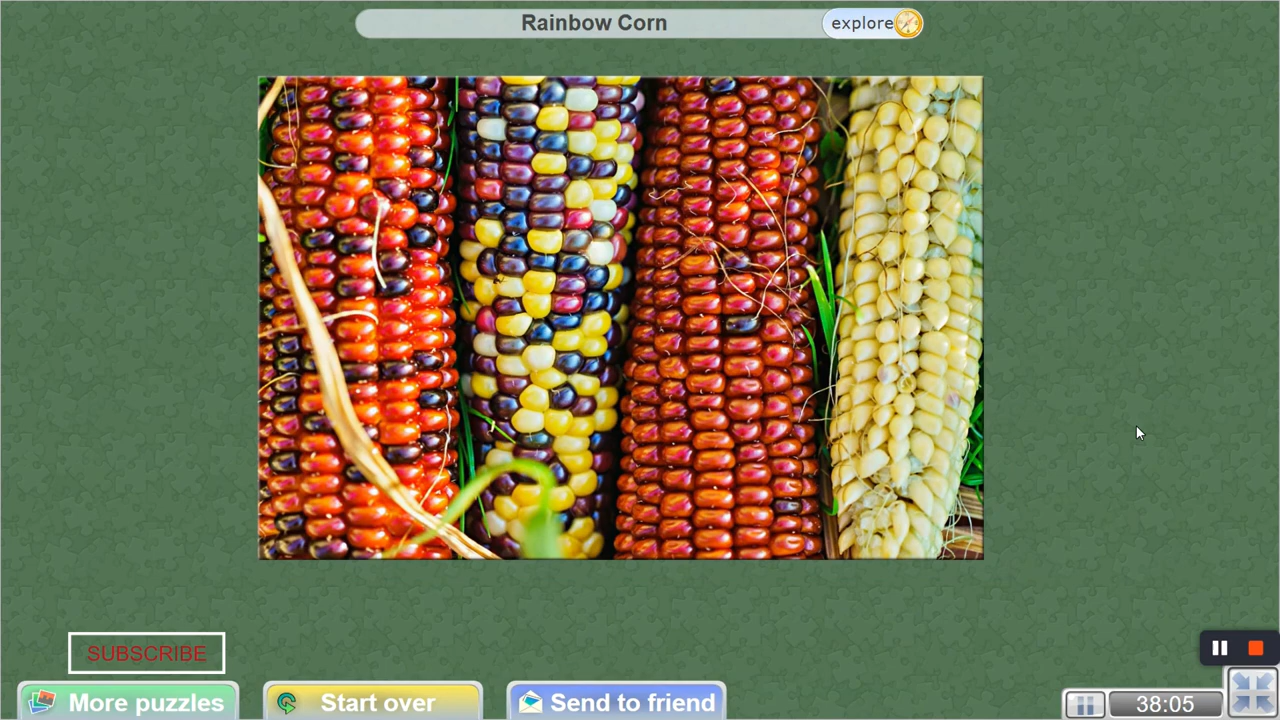 Rainbow Corn
explore
SUBSCRIBE
More puzzles
Start over
Send to friend
38:05